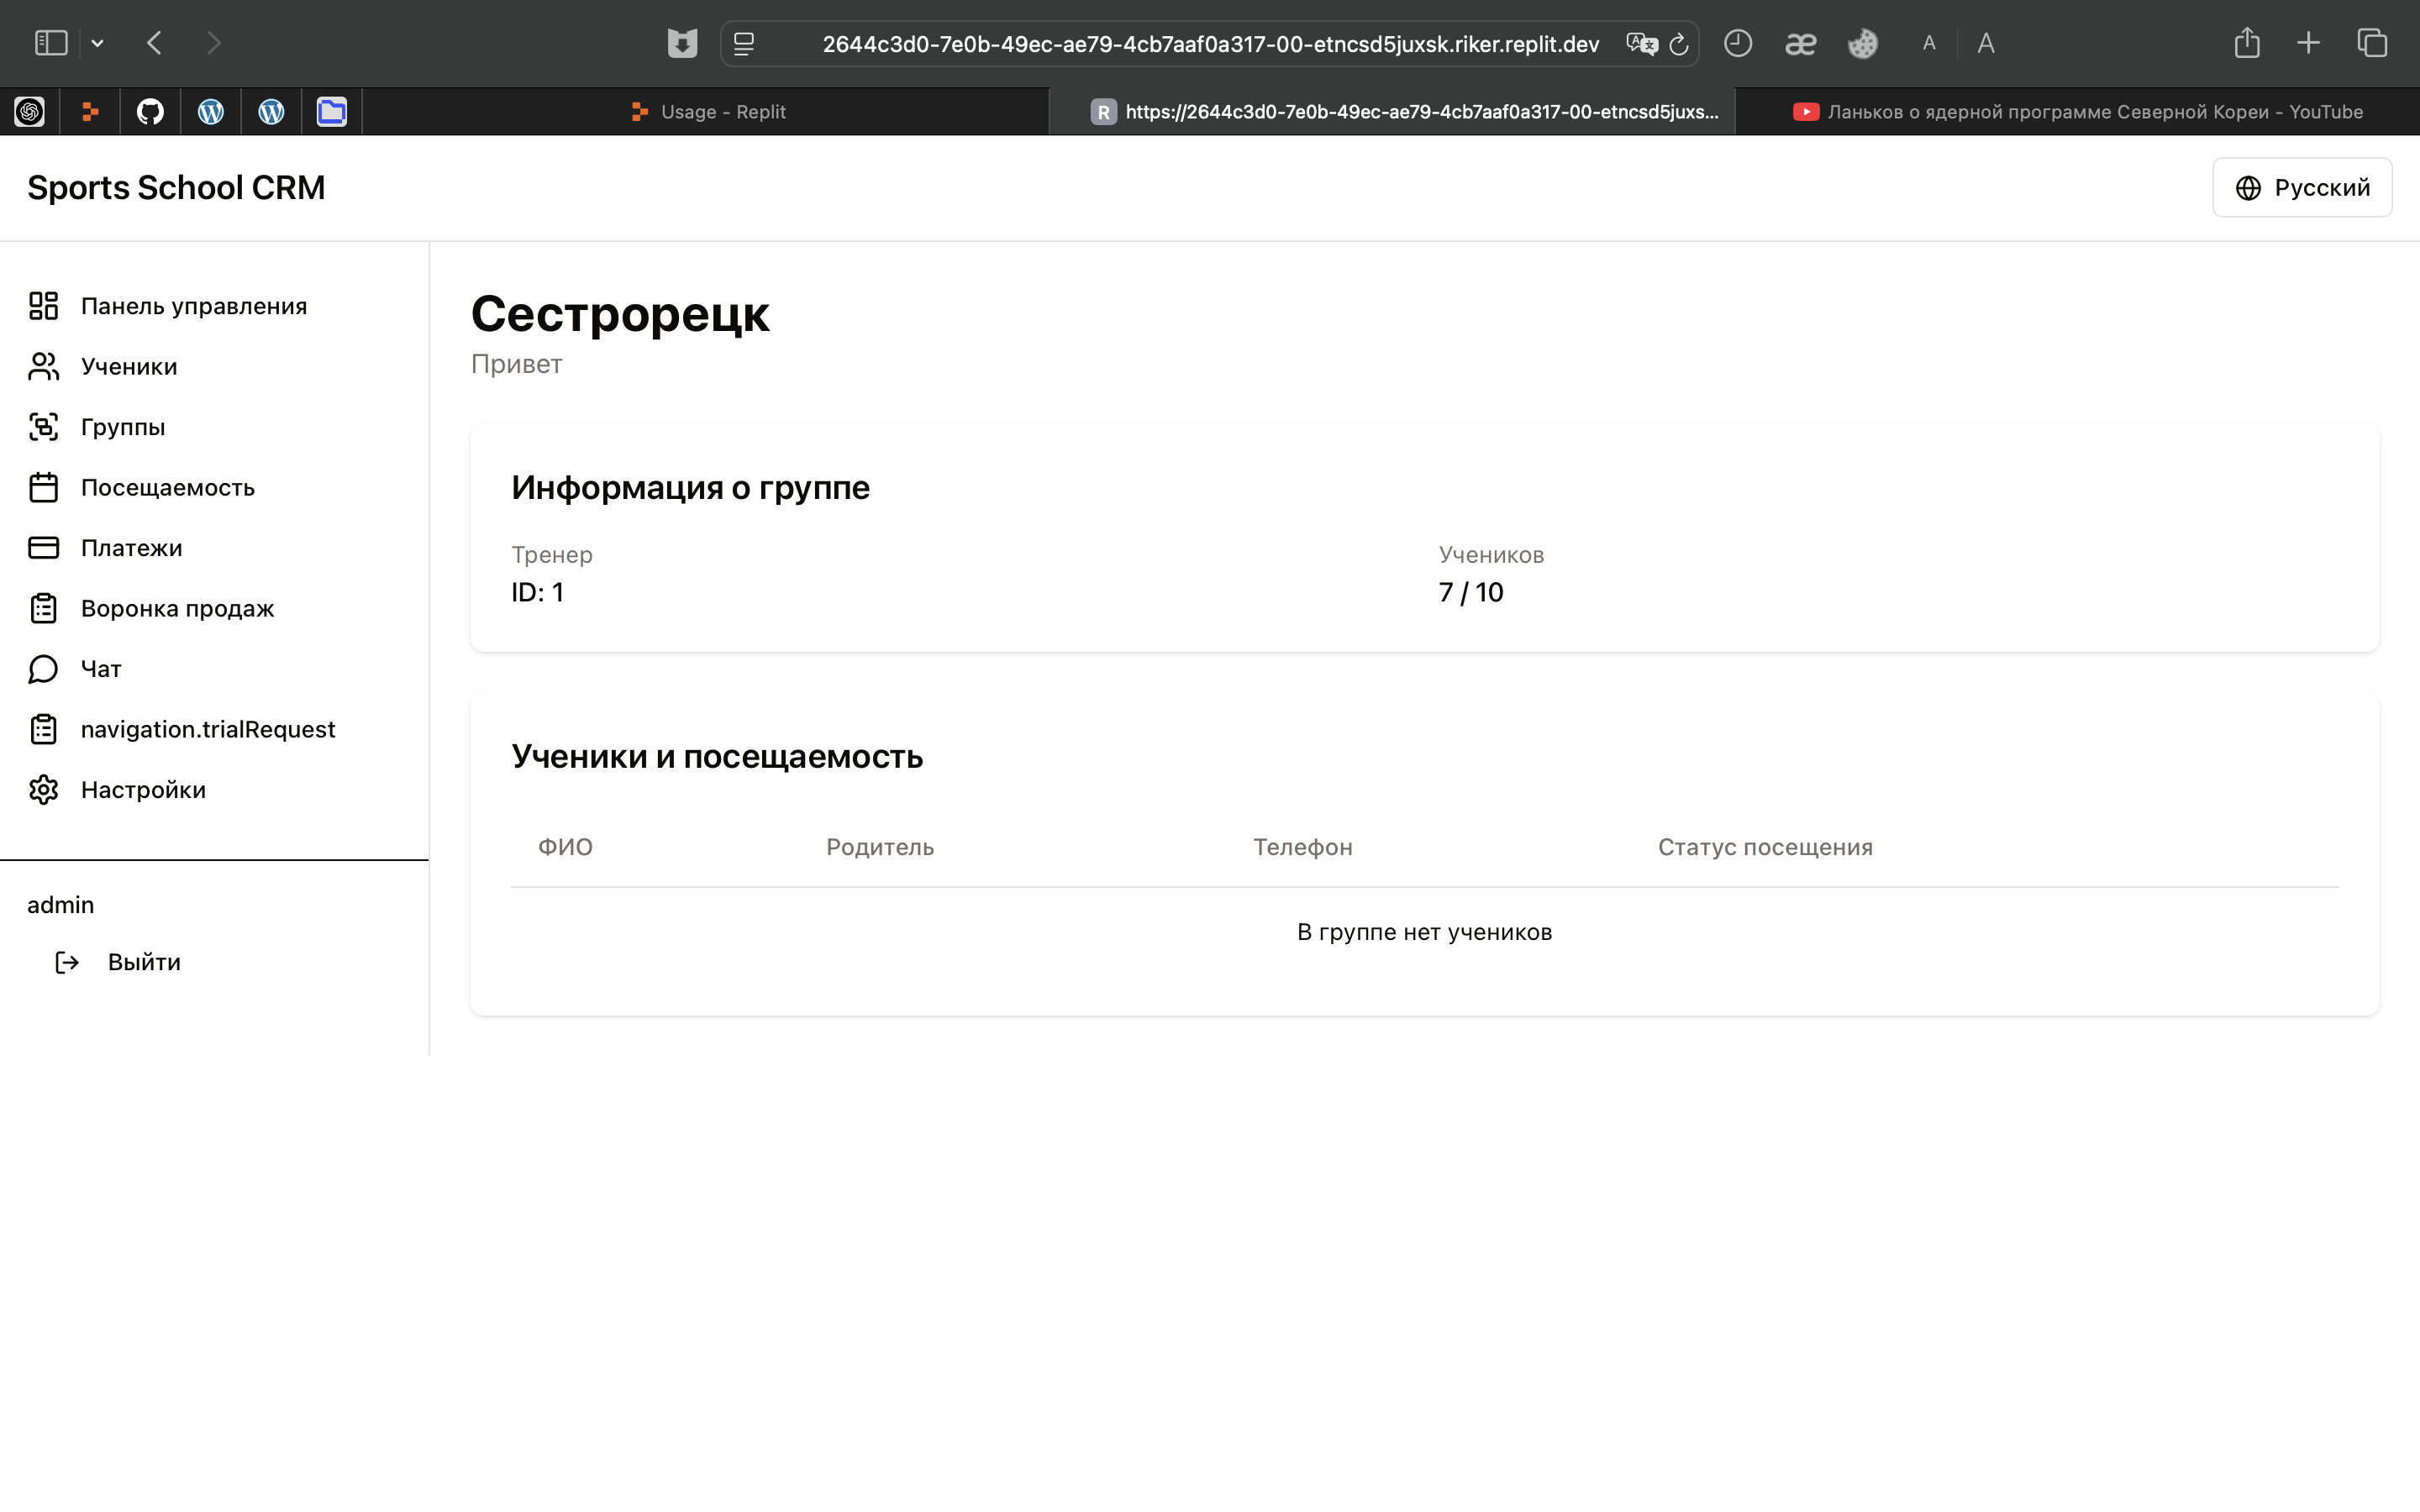 2644c3d0-7e0b-49ec-ae79-4cb7aaf0a317-00-etncsd5juxsk.riker.replit.dev
æ A A
Usage - Replit
R https://2644c3d0-7e0b-49ec-ae79-4cb7aaf0a317-00-etncsd5juxs...
Ланьков о ядерной программе Северной Кореи - YouTube
Sports School CRM
Русский
Панель управления
Ученики
Группы
Посещаемость
Платежи
Воронка продаж
Чат
navigation.trialRequest
Настройки
admin
Выйти
Сестрорецк
Привет
Информация о группе
Тренер
ID: 1
Учеников
7 / 10
Ученики и посещаемость
ФИО Родитель Телефон Статус посещения
В группе нет учеников